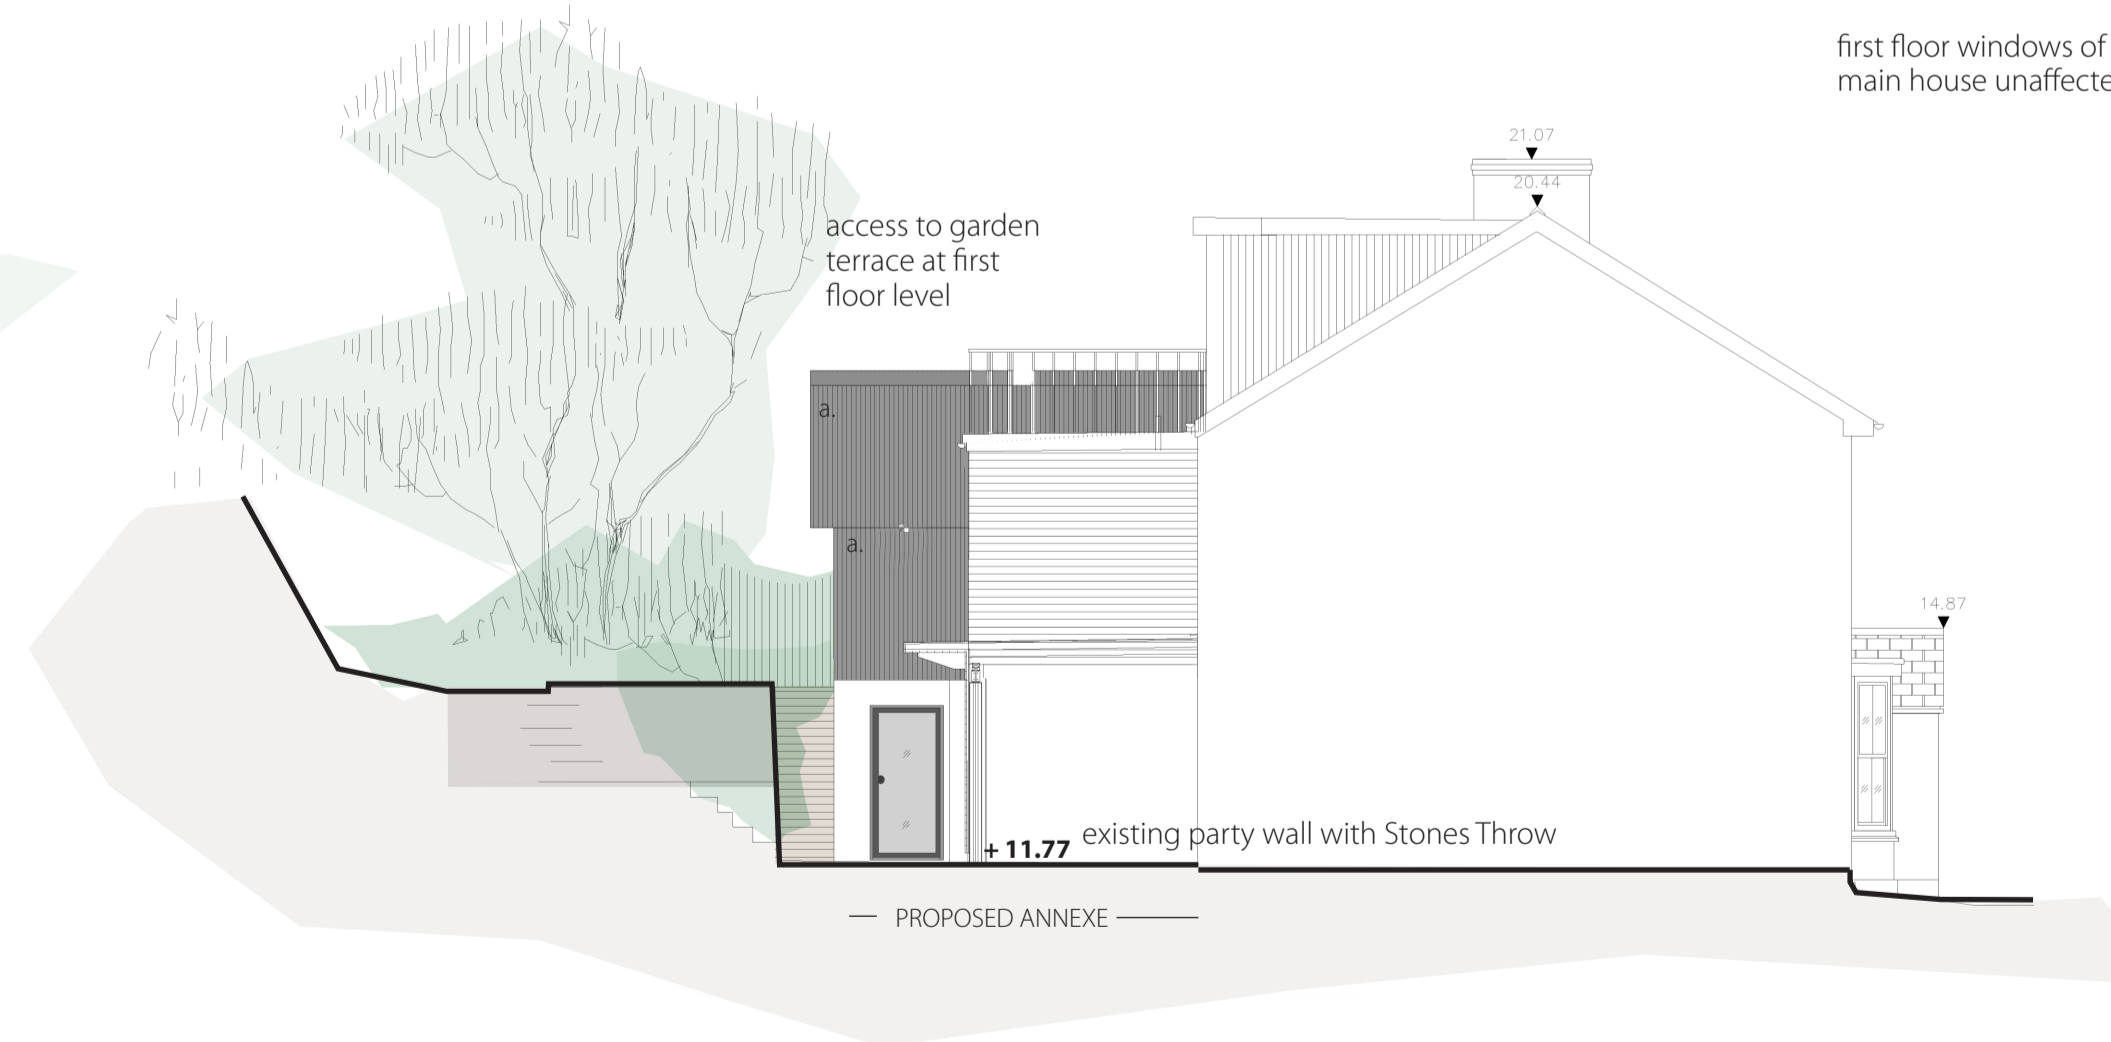 first floor windows of
main house unaffecte
21.07
20.44
access to garden
terrace at first
floor level
a.
a.
14.87
+ 11.77
existing party wall with Stones Throw
PROPOSED ANNEXE